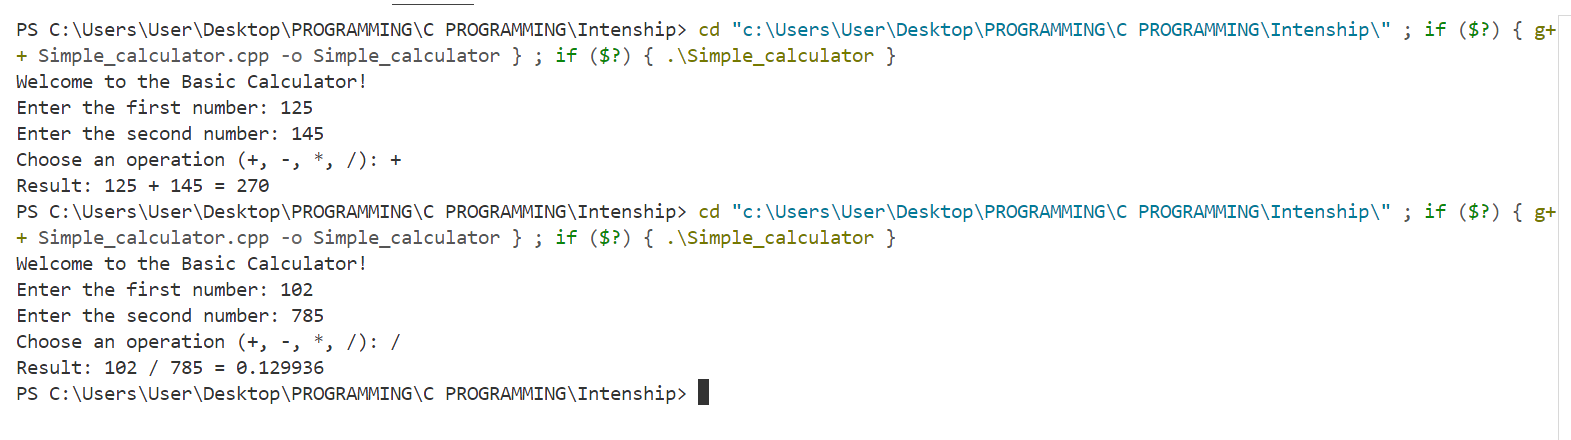 PS C:\Users\User\Desktop\PROGRAMMING\C PROGRAMMING\Intenship> cd "c:\Users\User\Desktop\PROGRAMMING\C PROGRAMMING\Intenship\" ; if ($?) { g+
+ Simple_calculator.cpp -o Simple_calculator } ; if ($?) { .\Simple_calculator }
Welcome to the Basic Calculator!
Enter the first number: 125
Enter the second number: 145
Choose an operation (+, -, *, /): +
Result: 125 + 145 = 270
PS C:\Users\User\Desktop\PROGRAMMING\C PROGRAMMING\Intenship> cd "c:\Users\User\Desktop\PROGRAMMING\C PROGRAMMING\Intenship\" ; if ($?) { g+
+ Simple_calculator.cpp -o Simple_calculator } ; if ($?) { .\Simple_calculator }
Welcome to the Basic Calculator!
Enter the first number: 102
Enter the second number: 785
Choose an operation (+, -, *, /): /
Result: 102 / 785 = 0.129936
PS C:\Users\User\Desktop\PROGRAMMING\C PROGRAMMING\Intenship>